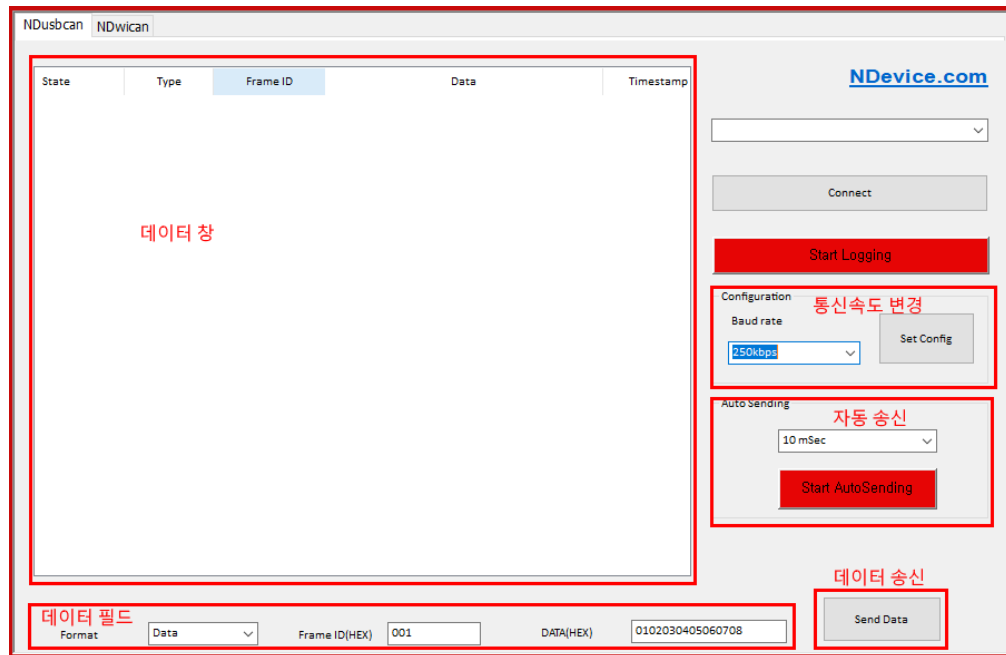 NDusbcan NDwican
State Type Frame ID Data Timestamp
NDevice.com
Connect
데이터 창
Start Logging
Configuration
통신속도 변경
Baud rate
250kbps
Set Config
Auto Sending
자동 송신
10 mSec
Start AutoSending
데이터 송신
Send Data
데이터 필드
Format Data Frame ID(HEX) 001 DATA(HEX) 0102030405060708